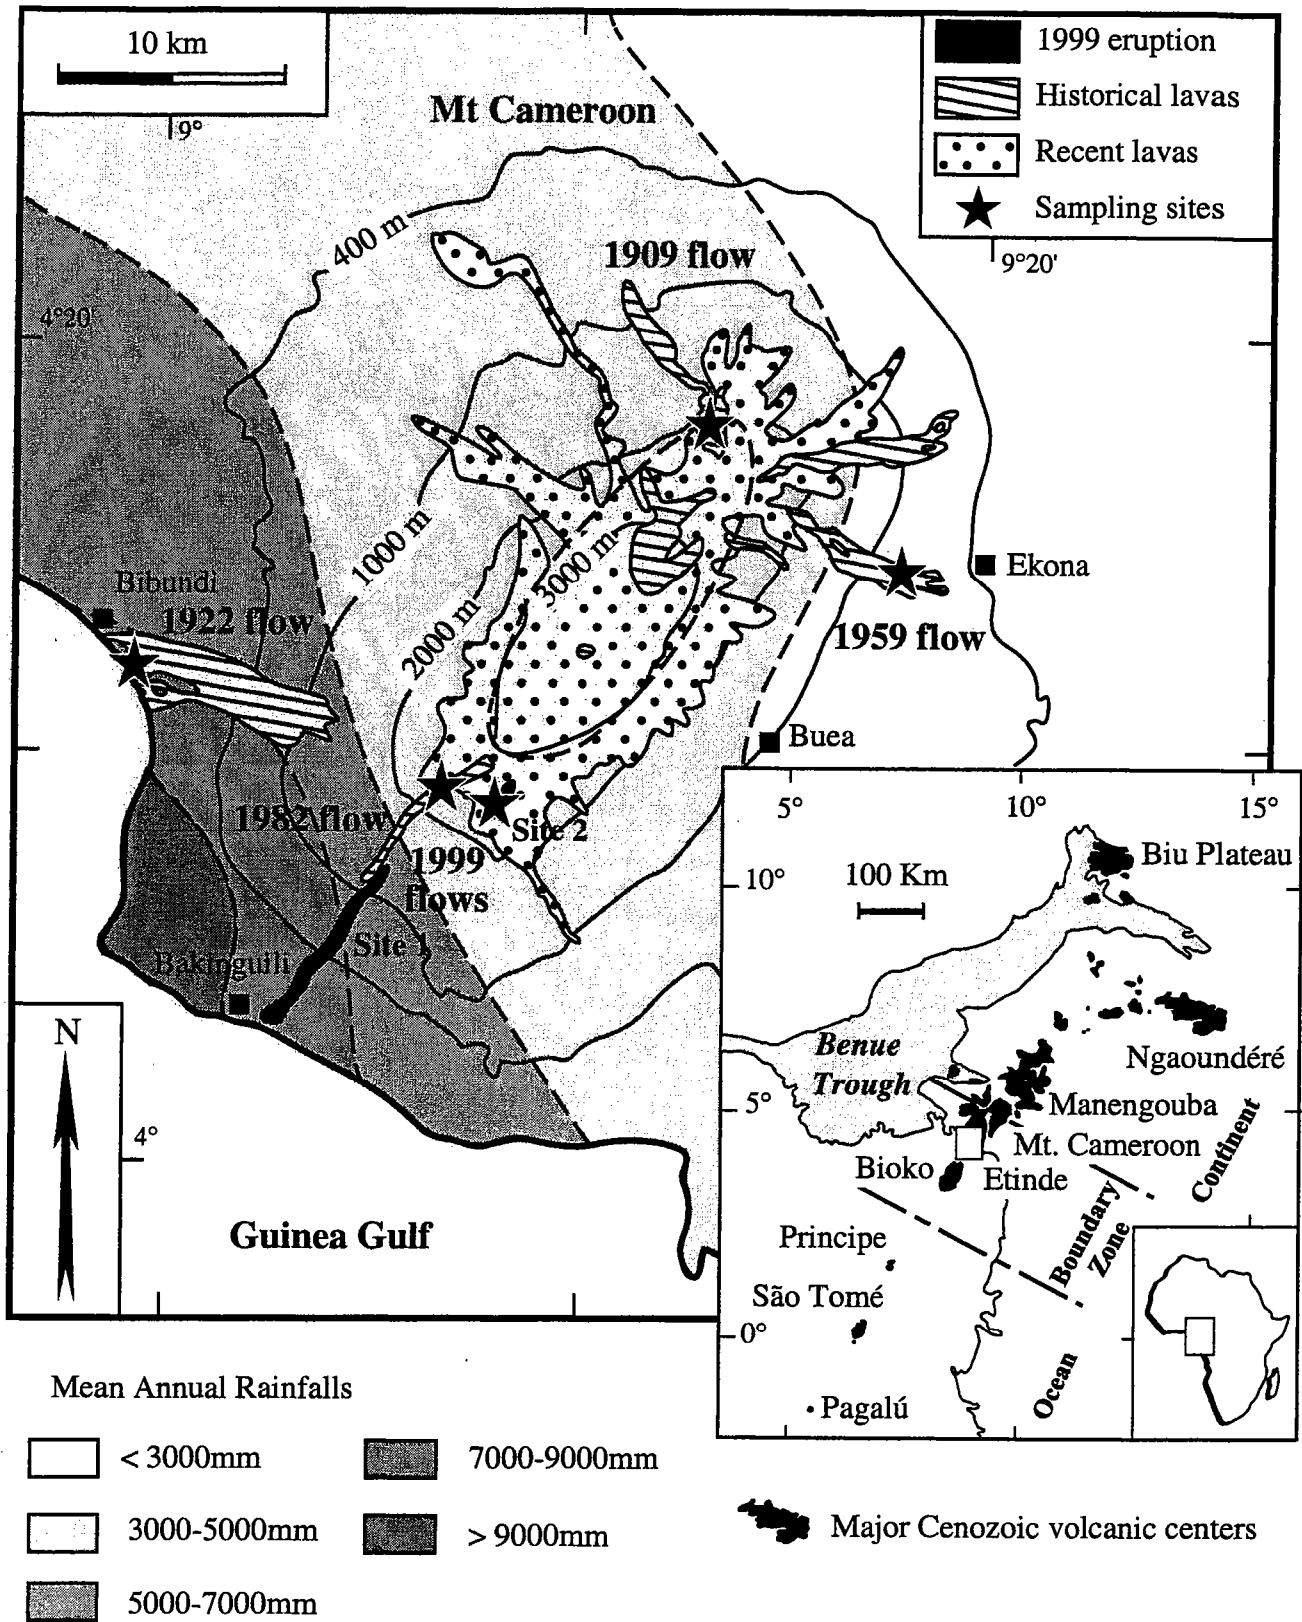 10 km
9°
Mt Cameroon
1999 eruption
Historical lavas
Recent lavas
Sampling sites
9°20'
400 m
1909 flow
4°20'
1000 m
3000 m
2000 m
Bibundi
1922 flow
Ekona
1959 flow
Buea
1982 flow
Site 2
1999
flows
Site 1
Bakinguili
N
4°
Guinea Gulf
5°
10°
15°
10°
100 Km
Biu Plateau
Benue
Trough
Ngaoundéré
5°
Manengouba
Mt. Cameroon
Bioko
Etinde
Continent
Boundary
Zone
Principe
São Tomé
0°
Ocean
Pagalú
Mean Annual Rainfalls
< 3000mm
7000-9000mm
3000-5000mm
> 9000mm
5000-7000mm
Major Cenozoic volcanic centers